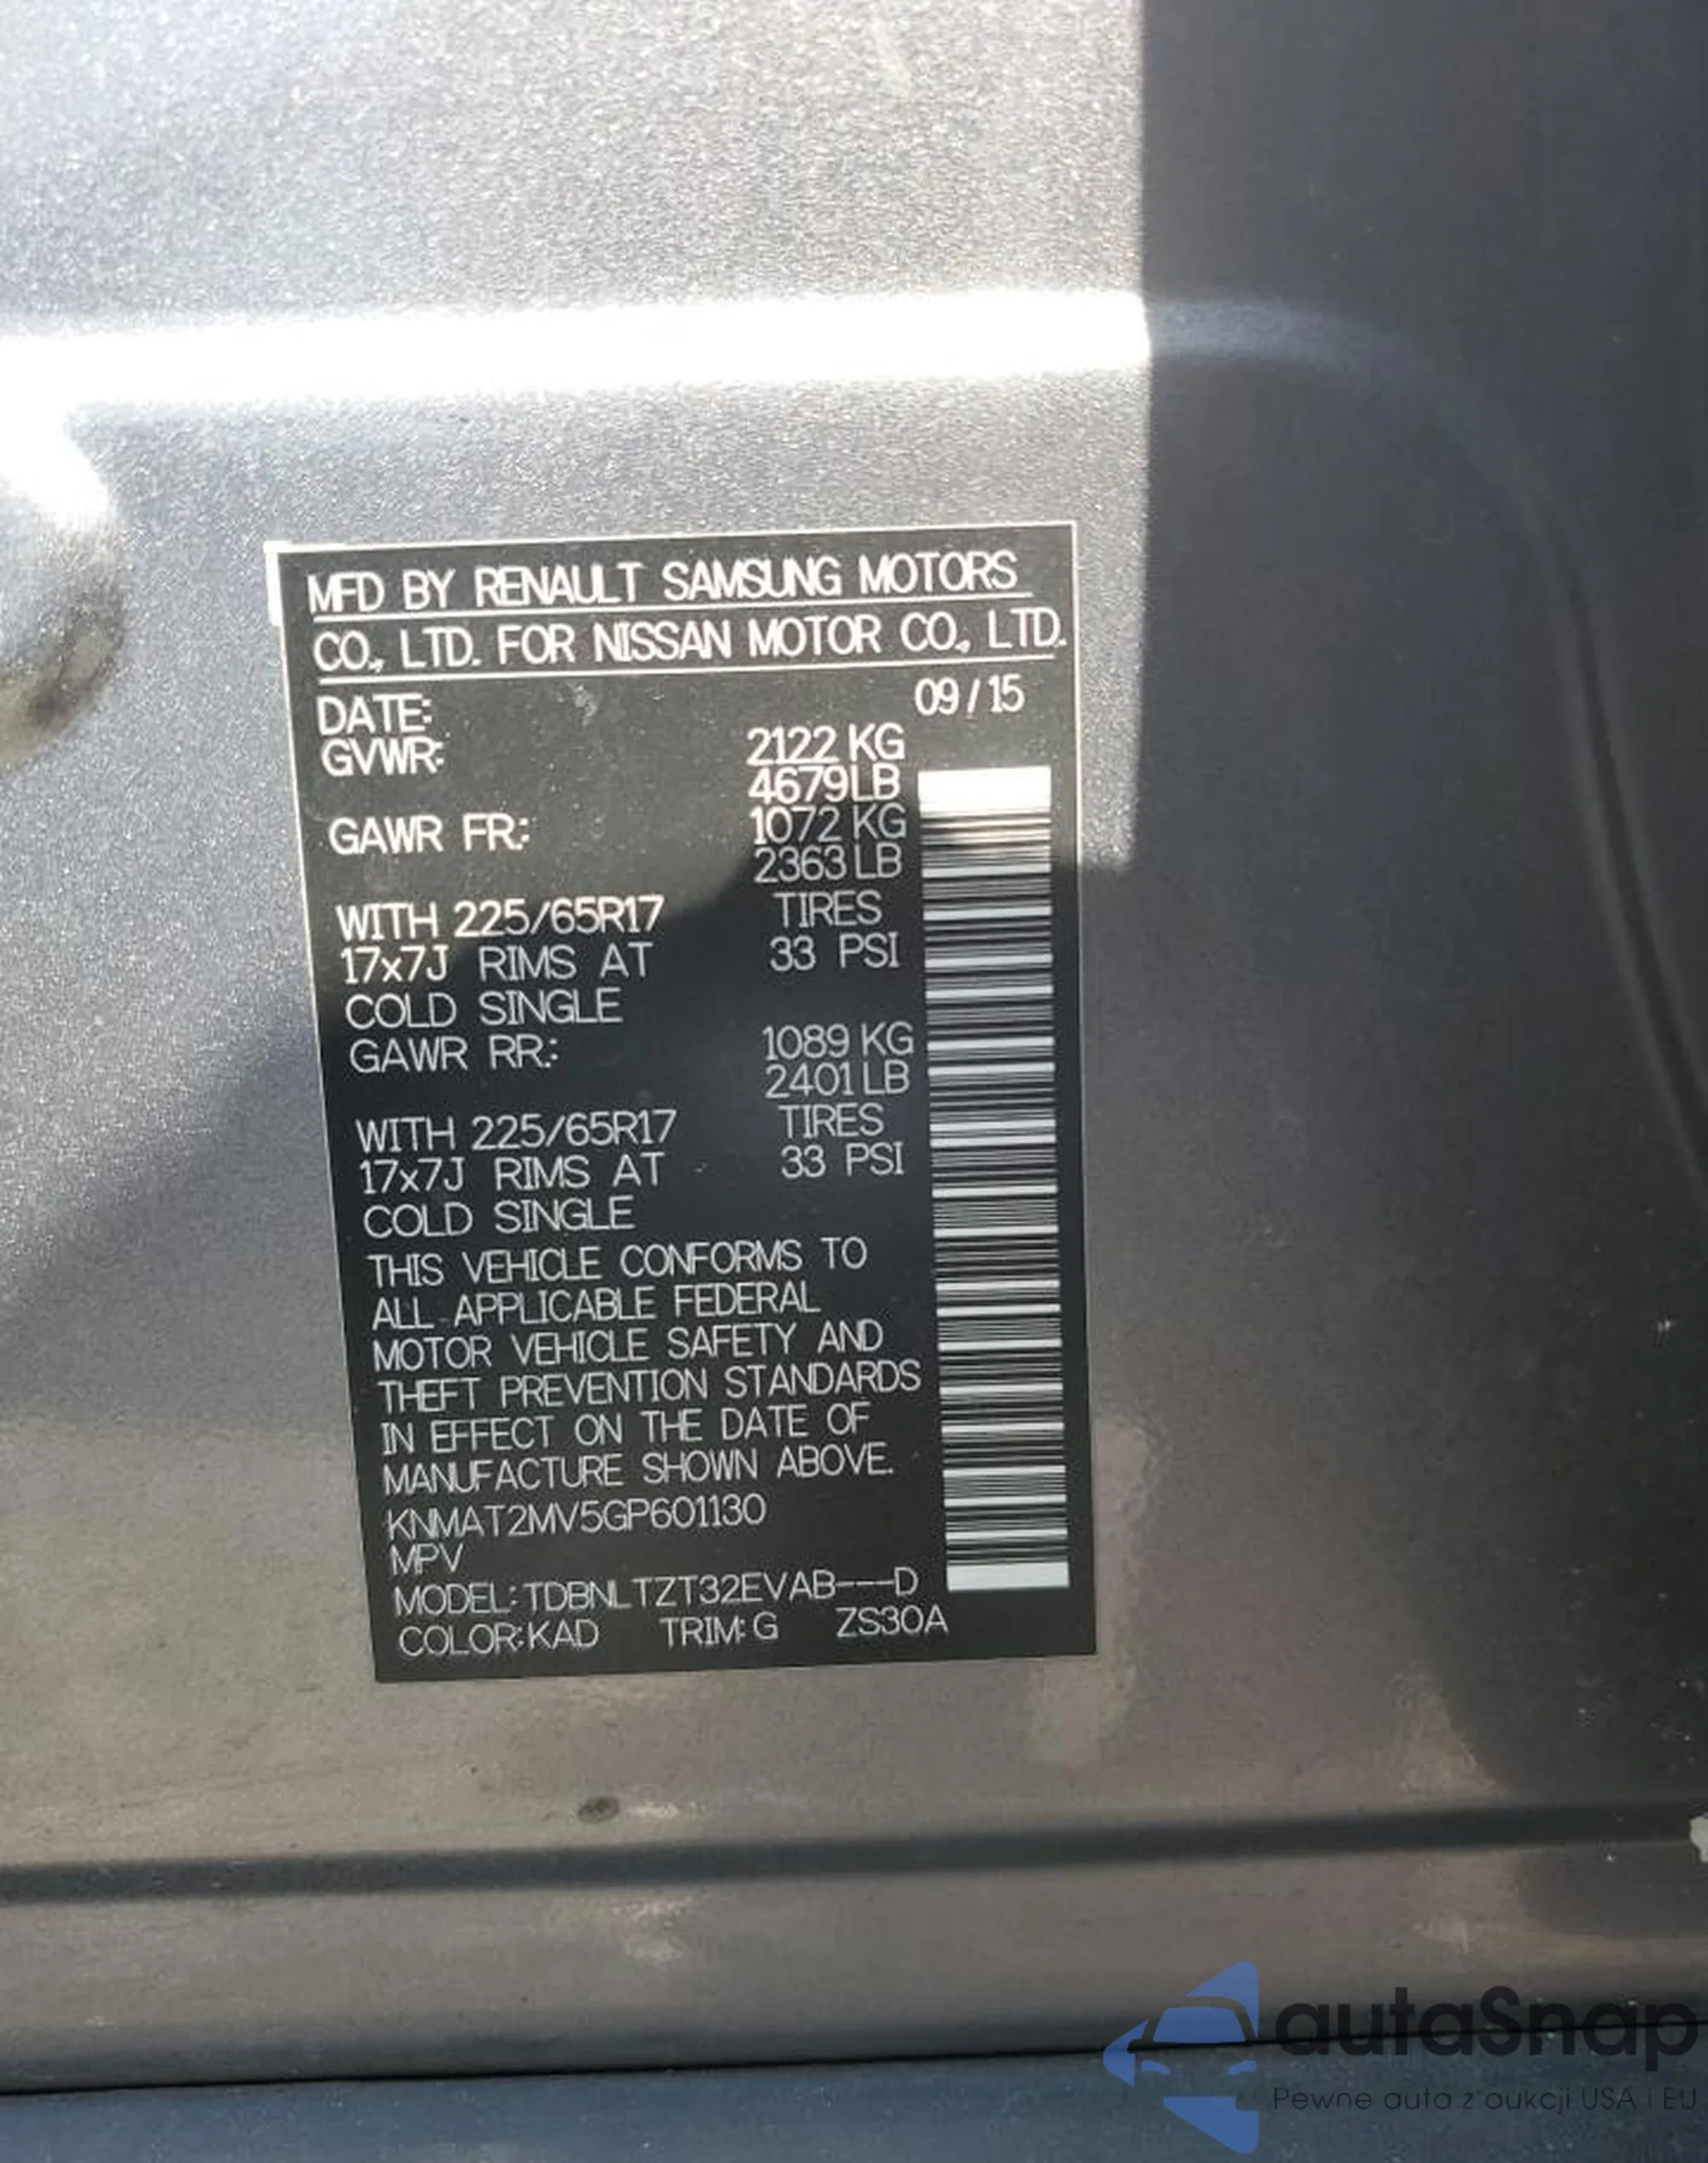 MFD BY RENAULT SAMSUNG MOTORS
CO., LTD. FOR NISSAN MOTOR CO., LTD.
DATE: 09/15
GVWR: 2122 KG
4679 LB
GAWR FR.: 1072 KG
2363 LB
WITH 225/65R17 TIRES
17x7J RIMS AT 33 PSI
COLD SINGLE
GAWR RR.: 1089 KG
2401 LB
WITH 225/65R17 TIRES
17x7J RIMS AT 33 PSI
COLD SINGLE
THIS VEHICLE CONFORMS TO
ALL APPLICABLE FEDERAL
MOTOR VEHICLE SAFETY AND
THEFT PREVENTION STANDARDS
IN EFFECT ON THE DATE OF
MANUFACTURE SHOWN ABOVE.
KNMAT2MV5GP601130
MPV
MODEL: TDBNLTZT32EVAB---D
COLOR: KAD TRIM: G ZS30A
autaSnap
Pewne auta z aukcji USA i EU